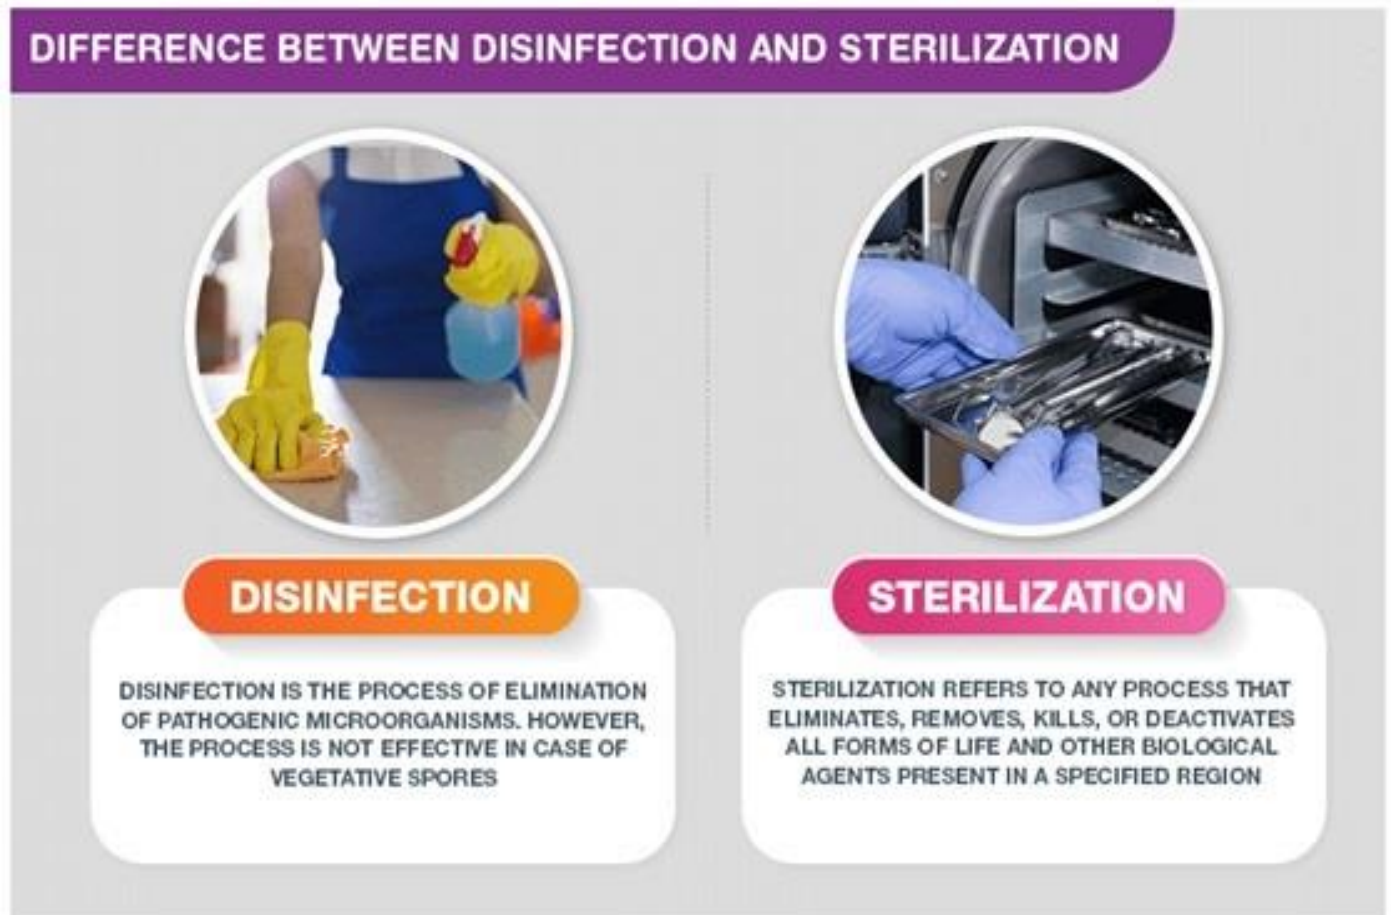 DIFFERENCE BETWEEN DISINFECTION AND STERILIZATION
DISINFECTION
DISINFECTION IS THE PROCESS OF ELIMINATION
OF PATHOGENIC MICROORGANISMS. HOWEVER,
THE PROCESS IS NOT EFFECTIVE IN CASE OF
VEGETATIVE SPORES
STERILIZATION
STERILIZATION REFERS TO ANY PROCESS THAT
ELIMINATES, REMOVES, KILLS, OR DEACTIVATES
ALL FORMS OF LIFE AND OTHER BIOLOGICAL
AGENTS PRESENT IN A SPECIFIED REGION